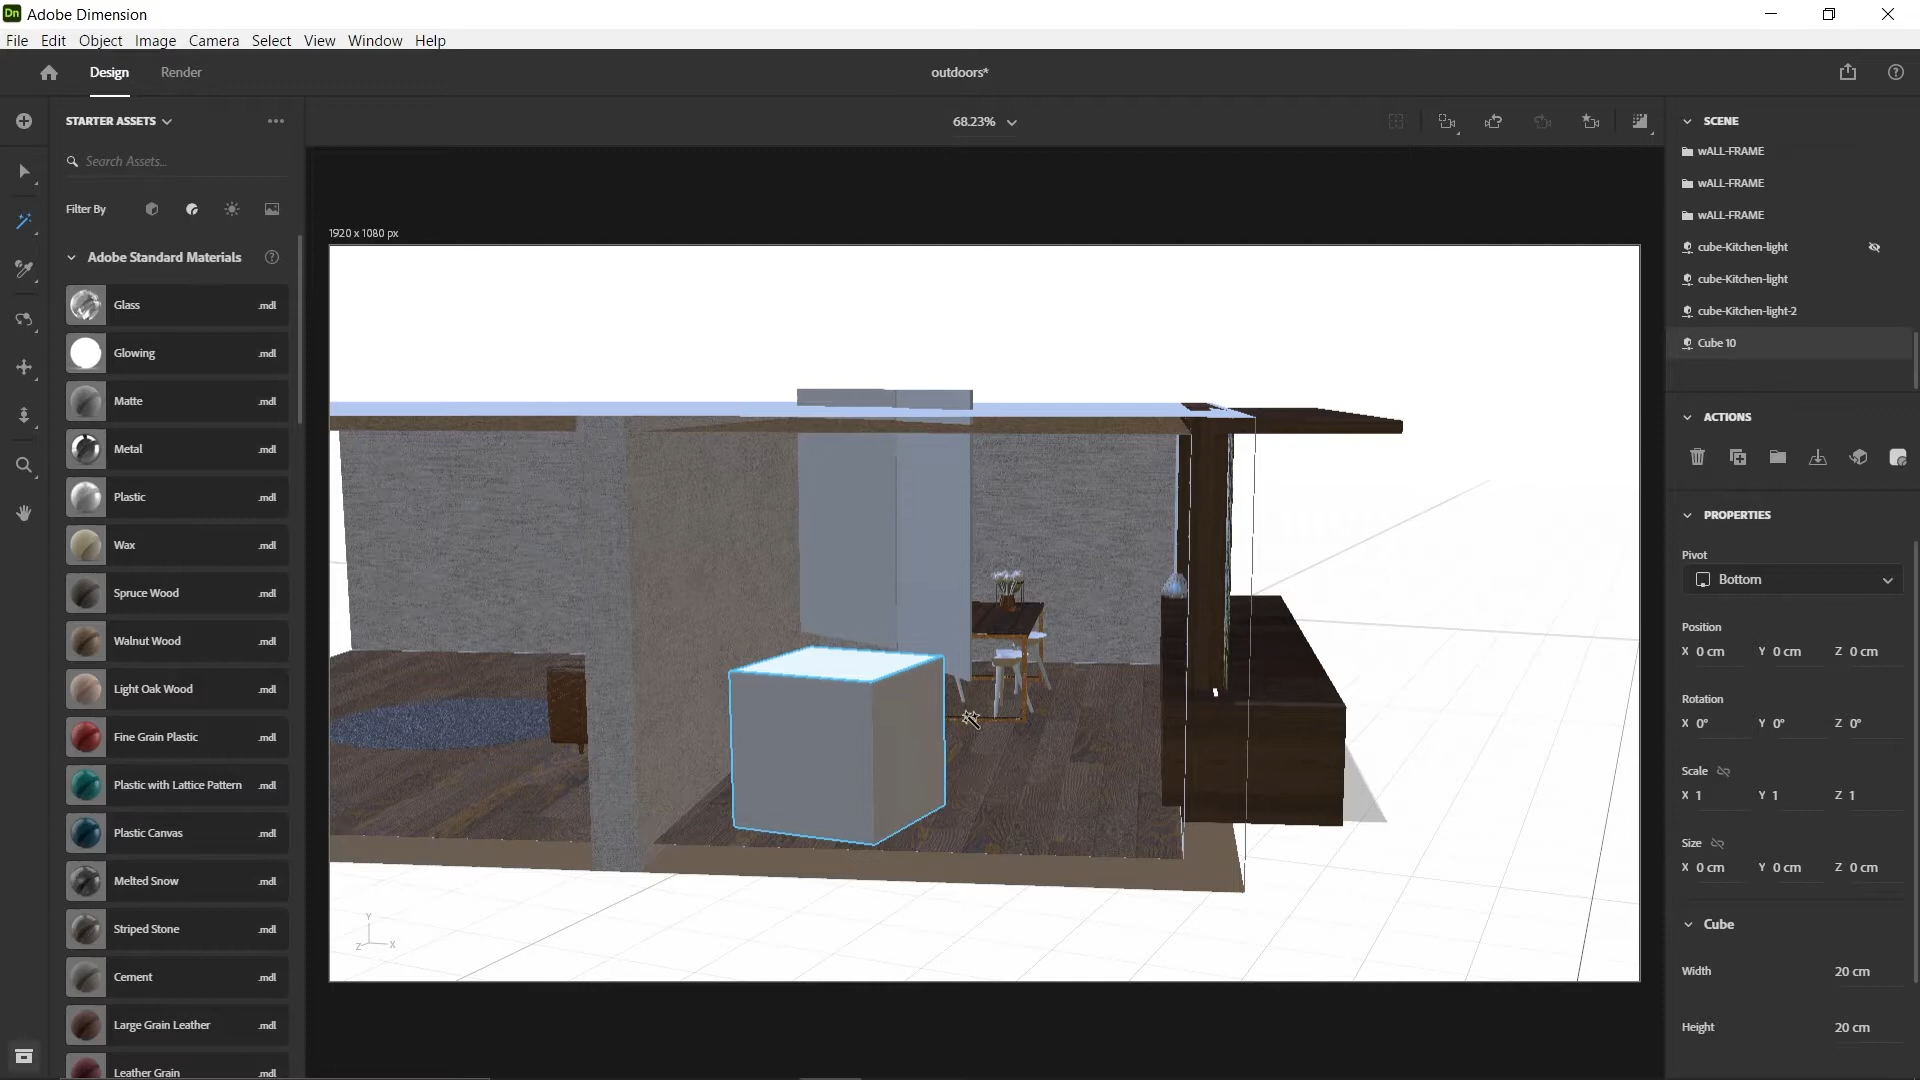 Dn Adobe Dimension
File Edit Object Image Camera Select View Window Help
Design Render outdoors*
STARTER ASSETS
68.23%
Search Assets...
Filter By
1920 x 1080 px
Adobe Standard Materials
Glass .mdl
Glowing .mdl
Matte .mdl
Metal .mdl
Plastic .mdl
Wax .mdl
Spruce Wood .mdl
Walnut Wood .mdl
Light Oak Wood .mdl
Fine Grain Plastic .mdl
Plastic with Lattice Pattern .mdl
Plastic Canvas .mdl
Melted Snow .mdl
Striped Stone .mdl
Cement .mdl
Large Grain Leather .mdl
Leather Grain .mdl
Y
Z X
SCENE
wALL-FRAME
wALL-FRAME
wALL-FRAME
cube-Kitchen-light
cube-Kitchen-light
cube-Kitchen-light-2
Cube 10
ACTIONS
PROPERTIES
Pivot
Bottom
Position
X 0 cm Y 0 cm Z 0 cm
Rotation
X 0° Y 0° Z 0°
Scale
X 1 Y 1 Z 1
Size
X 0 cm Y 0 cm Z 0 cm
Cube
Width 20 cm
Height 20 cm